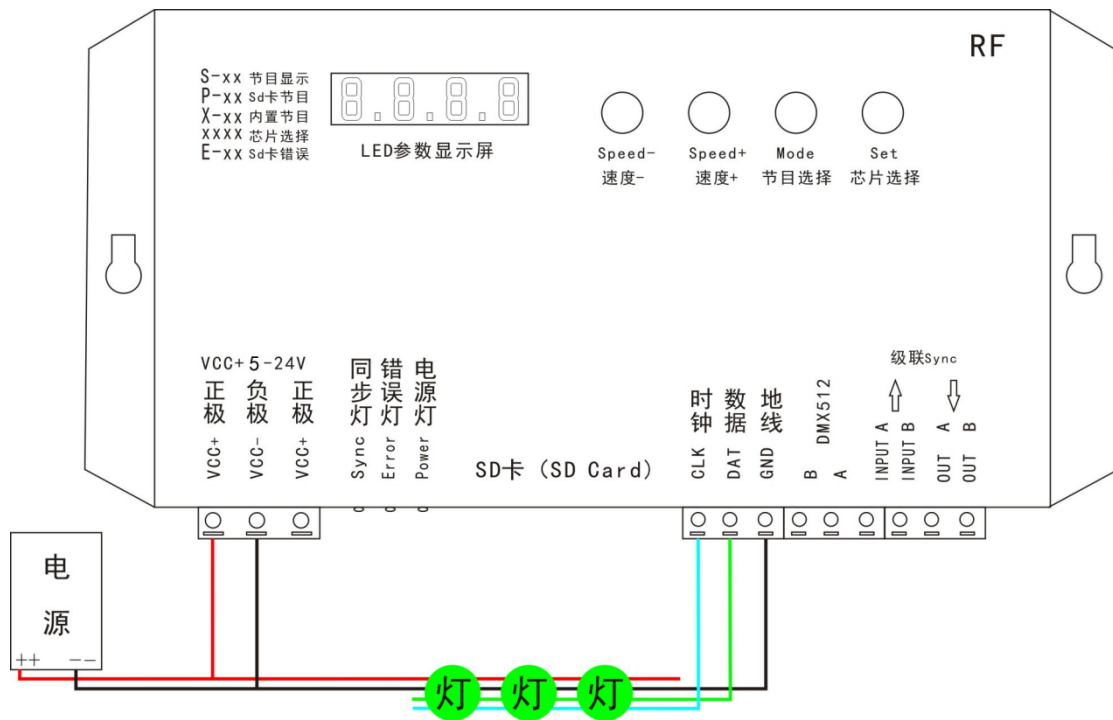 RF
S-xx 节目显示
P-xx Sd卡节目
X-xx 内置节目
xxxx 芯片选择
E-xx Sd卡错误
8.8.8.8
LED参数显示屏
Speed- Speed+ Mode Set
速度- 速度+ 节目选择 芯片选择
VCC+ 5-24V
正极 VCC+
负极 VCC-
正极 VCC+
同步灯 Sync
错误灯 Error
电源灯 Power
SD卡 (SD Card)
时钟 CLK
数据 DAT
地线 GND
DMX512
B
A
级联Sync
INPUT A
INPUT B
OUT A
OUT B
电源
++ --
灯 灯 灯